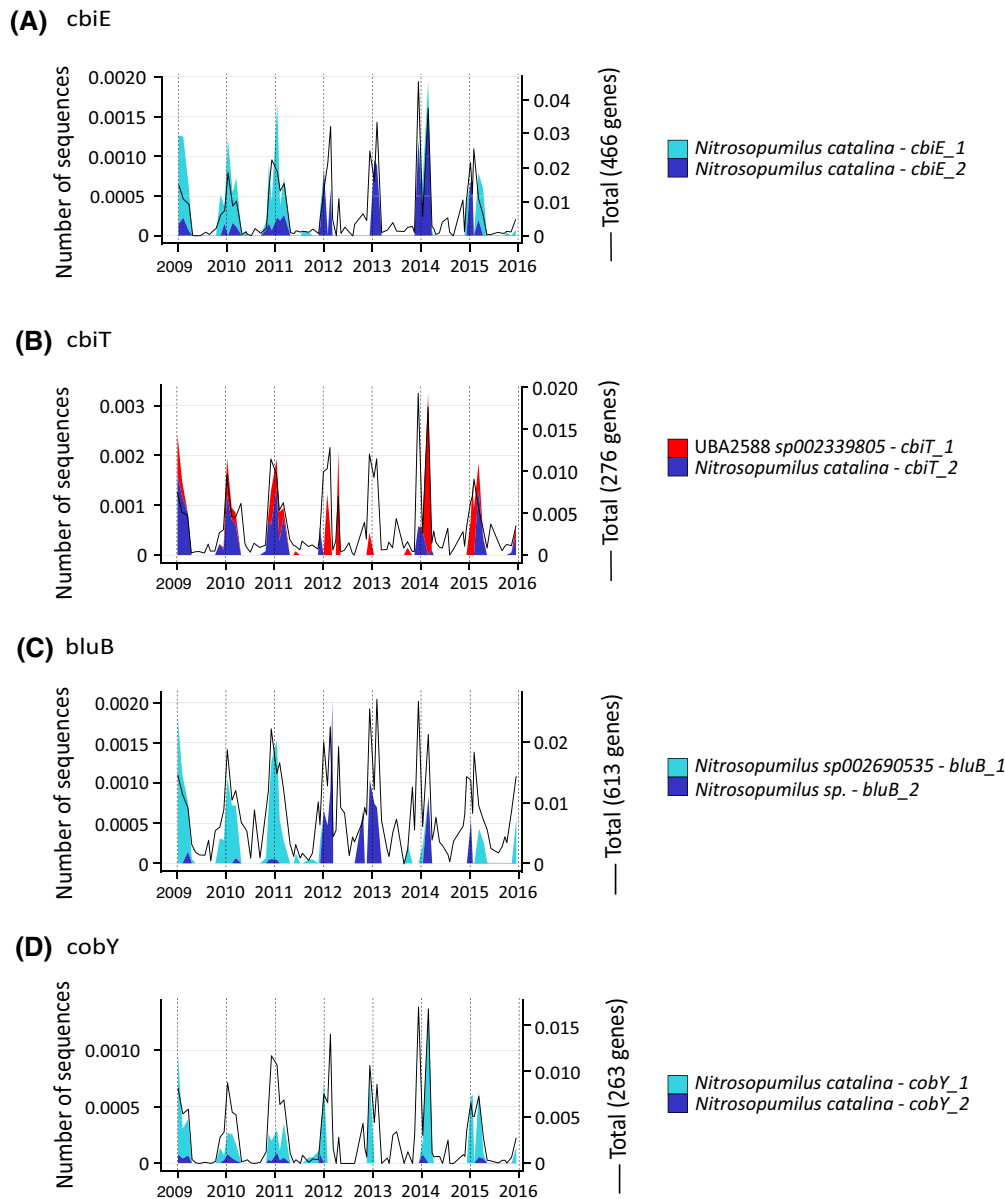 (A) cbiE
Number of sequences
0.0020
0.0015
0.0010
0.0005
0
0.04
0.03
0.02
0.01
0
— Total (466 genes)
2009 2010 2011 2012 2013 2014 2015 2016
Nitrosopumilus catalina - cbiE_1
Nitrosopumilus catalina - cbiE_2
(B) cbiT
Number of sequences
0.003
0.002
0.001
0
0.020
0.015
0.010
0.005
0
— Total (276 genes)
2009 2010 2011 2012 2013 2014 2015 2016
UBA2588 sp002339805 - cbiT_1
Nitrosopumilus catalina - cbiT_2
(C) bluB
Number of sequences
0.0020
0.0015
0.0010
0.0005
0
0.02
0.01
0
— Total (613 genes)
2009 2010 2011 2012 2013 2014 2015 2016
Nitrosopumilus sp002690535 - bluB_1
Nitrosopumilus sp. - bluB_2
(D) cobY
Number of sequences
0.0010
0.0005
0
0.015
0.010
0.005
0
— Total (263 genes)
2009 2010 2011 2012 2013 2014 2015 2016
Nitrosopumilus catalina - cobY_1
Nitrosopumilus catalina - cobY_2